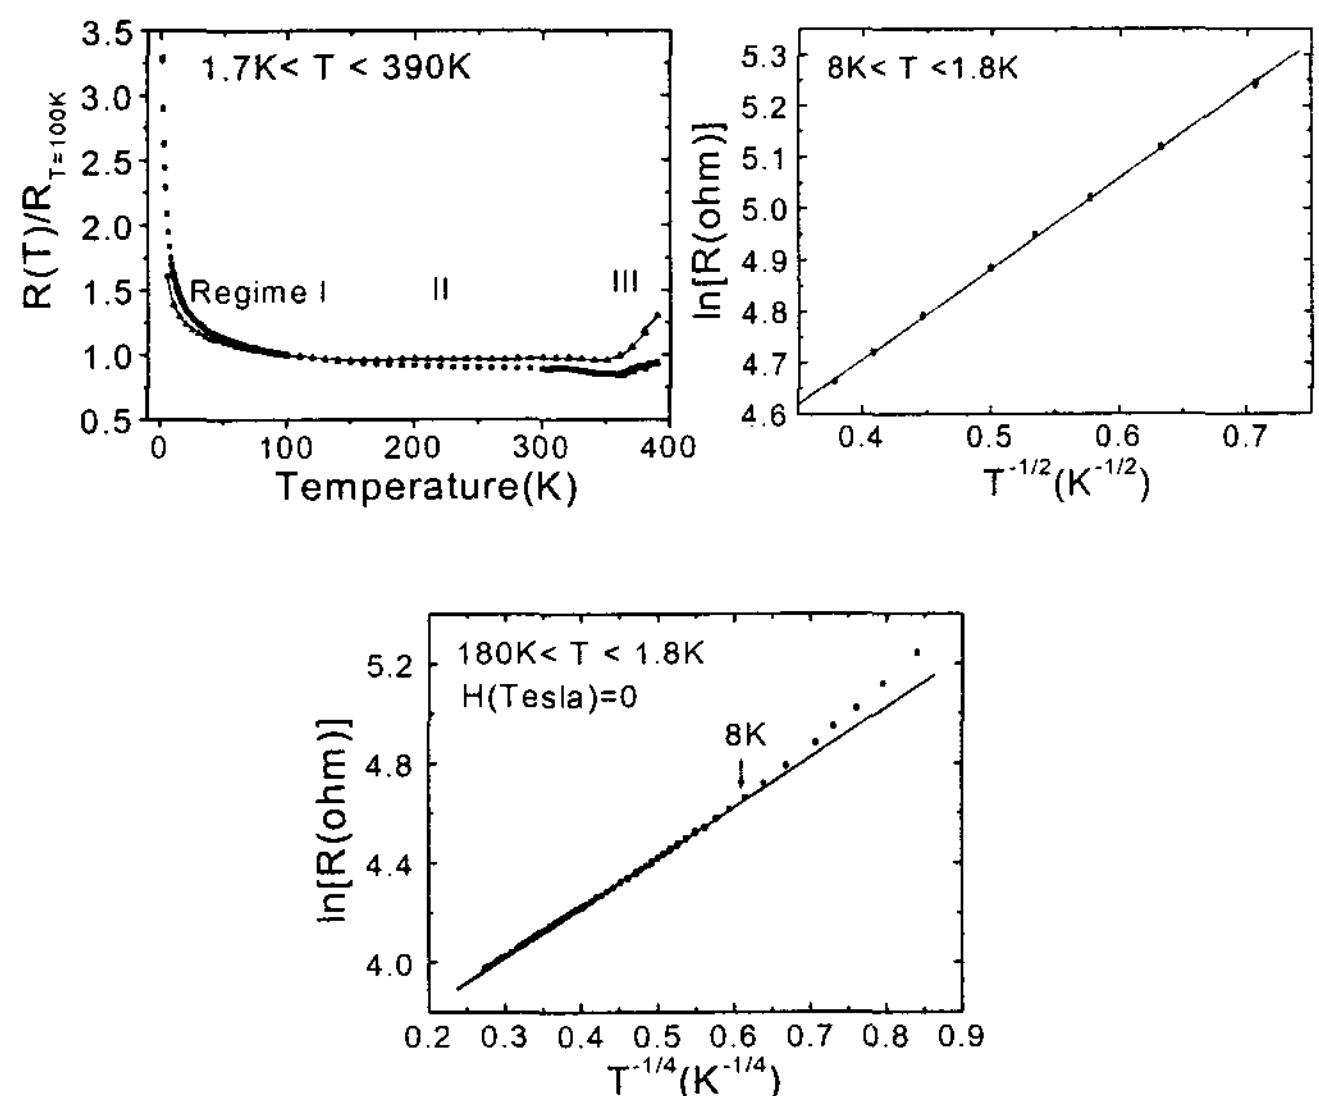 3.5
3.0
2.5
2.0
1.5
1.0
0.5
R(T)/R_{T=100K}
1.7K< T < 390K
Regime I
II
III
0 100 200 300 400
Temperature(K)
5.3
5.2
5.1
5.0
4.9
4.8
4.7
4.6
ln[R(ohm)]
8K< T <1.8K
0.4 0.5 0.6 0.7
T^{-1/2}(K^{-1/2})
5.2
4.8
4.4
4.0
ln[R(ohm)]
180K< T < 1.8K
H(Tesla)=0
8K
0.2 0.3 0.4 0.5 0.6 0.7 0.8 0.9
T^{-1/4}(K^{-1/4})